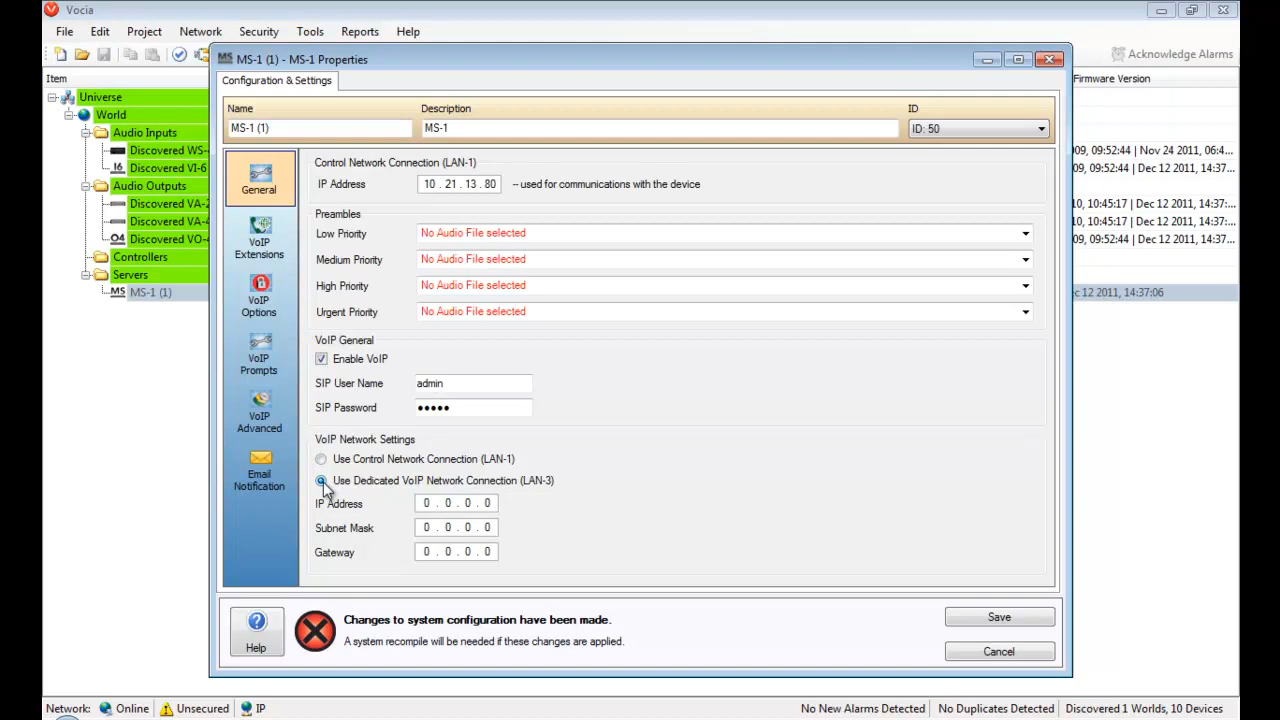 Vocia
File Edit Project Network Security Tools Reports Help
Acknowledge Alarms
Item
Firmware Version
Universe
World
Audio Inputs
Discovered WS-
09, 09:52:44 | Nov 24 2011, 06:4...
I6 Discovered VI-6
09, 09:52:44 | Dec 12 2011, 14:37...
Audio Outputs
Discovered VA-2
10, 10:45:17 | Dec 12 2011, 14:37:...
Discovered VA-4
10, 10:45:17 | Dec 12 2011, 14:37:...
O4 Discovered VO-4
09, 09:52:44 | Dec 12 2011, 14:37...
Controllers
Servers
MS MS-1 (1)
ec 12 2011, 14:37:06
MS MS-1 (1) - MS-1 Properties
Configuration & Settings
Name Description ID
MS-1 (1) MS-1 ID: 50
General
VoIP
Extensions
VoIP
Options
VoIP
Prompts
VoIP
Advanced
Email
Notification
Control Network Connection (LAN-1)
IP Address 10 . 21 . 13 . 80 -- used for communications with the device
Preambles
Low Priority No Audio File selected
Medium Priority No Audio File selected
High Priority No Audio File selected
Urgent Priority No Audio File selected
VoIP General
Enable VoIP
SIP User Name admin
SIP Password ●●●●●
VoIP Network Settings
Use Control Network Connection (LAN-1)
Use Dedicated VoIP Network Connection (LAN-3)
IP Address 0 . 0 . 0 . 0
Subnet Mask 0 . 0 . 0 . 0
Gateway 0 . 0 . 0 . 0
Help
Changes to system configuration have been made.
A system recompile will be needed if these changes are applied.
Save
Cancel
Network: Online Unsecured IP No New Alarms Detected No Duplicates Detected Discovered 1 Worlds, 10 Devices